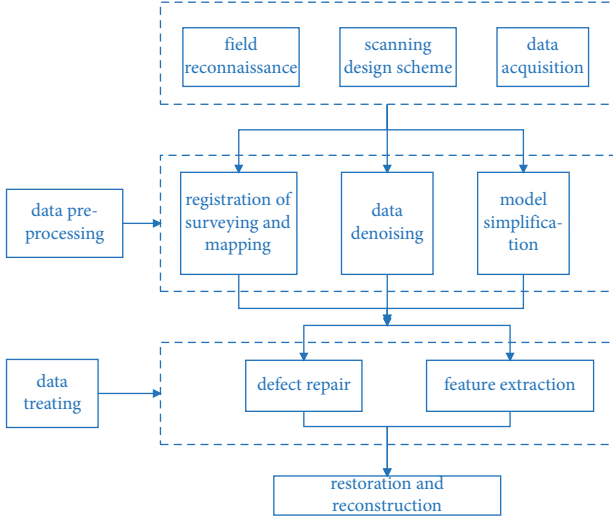 field
reconnaissance
scanning
design scheme
data
acquisition
data pre-
processing
registration of
surveying and
mapping
data
denoising
model
simplifica-
tion
data
treating
defect repair
feature extraction
restoration and
reconstruction